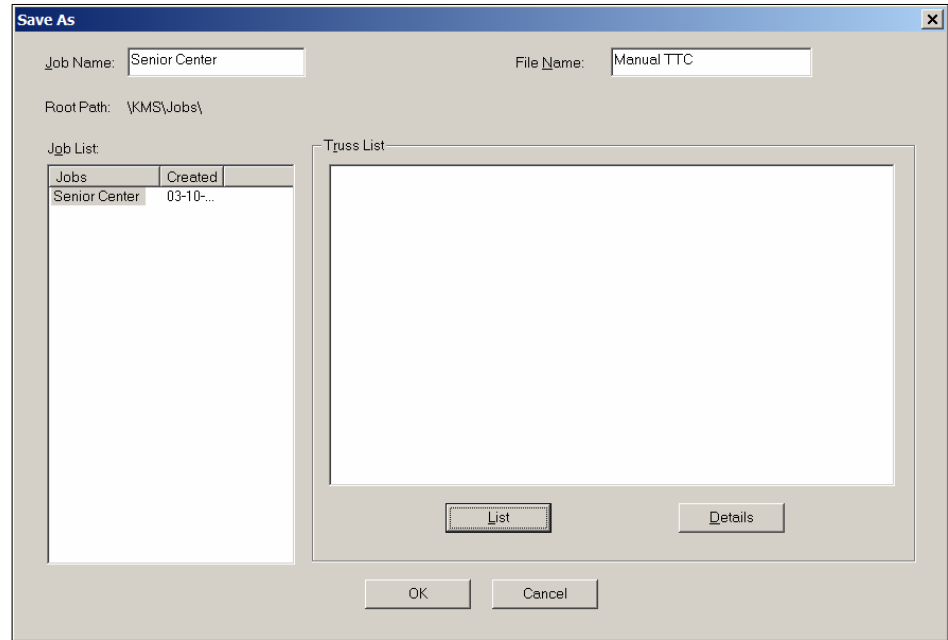 Save As
Job Name: Senior Center File Name: Manual TTC
Root Path: \KMS\Jobs\
Job List: Truss List
Jobs Created
Senior Center 03-10-...
List Details
OK Cancel